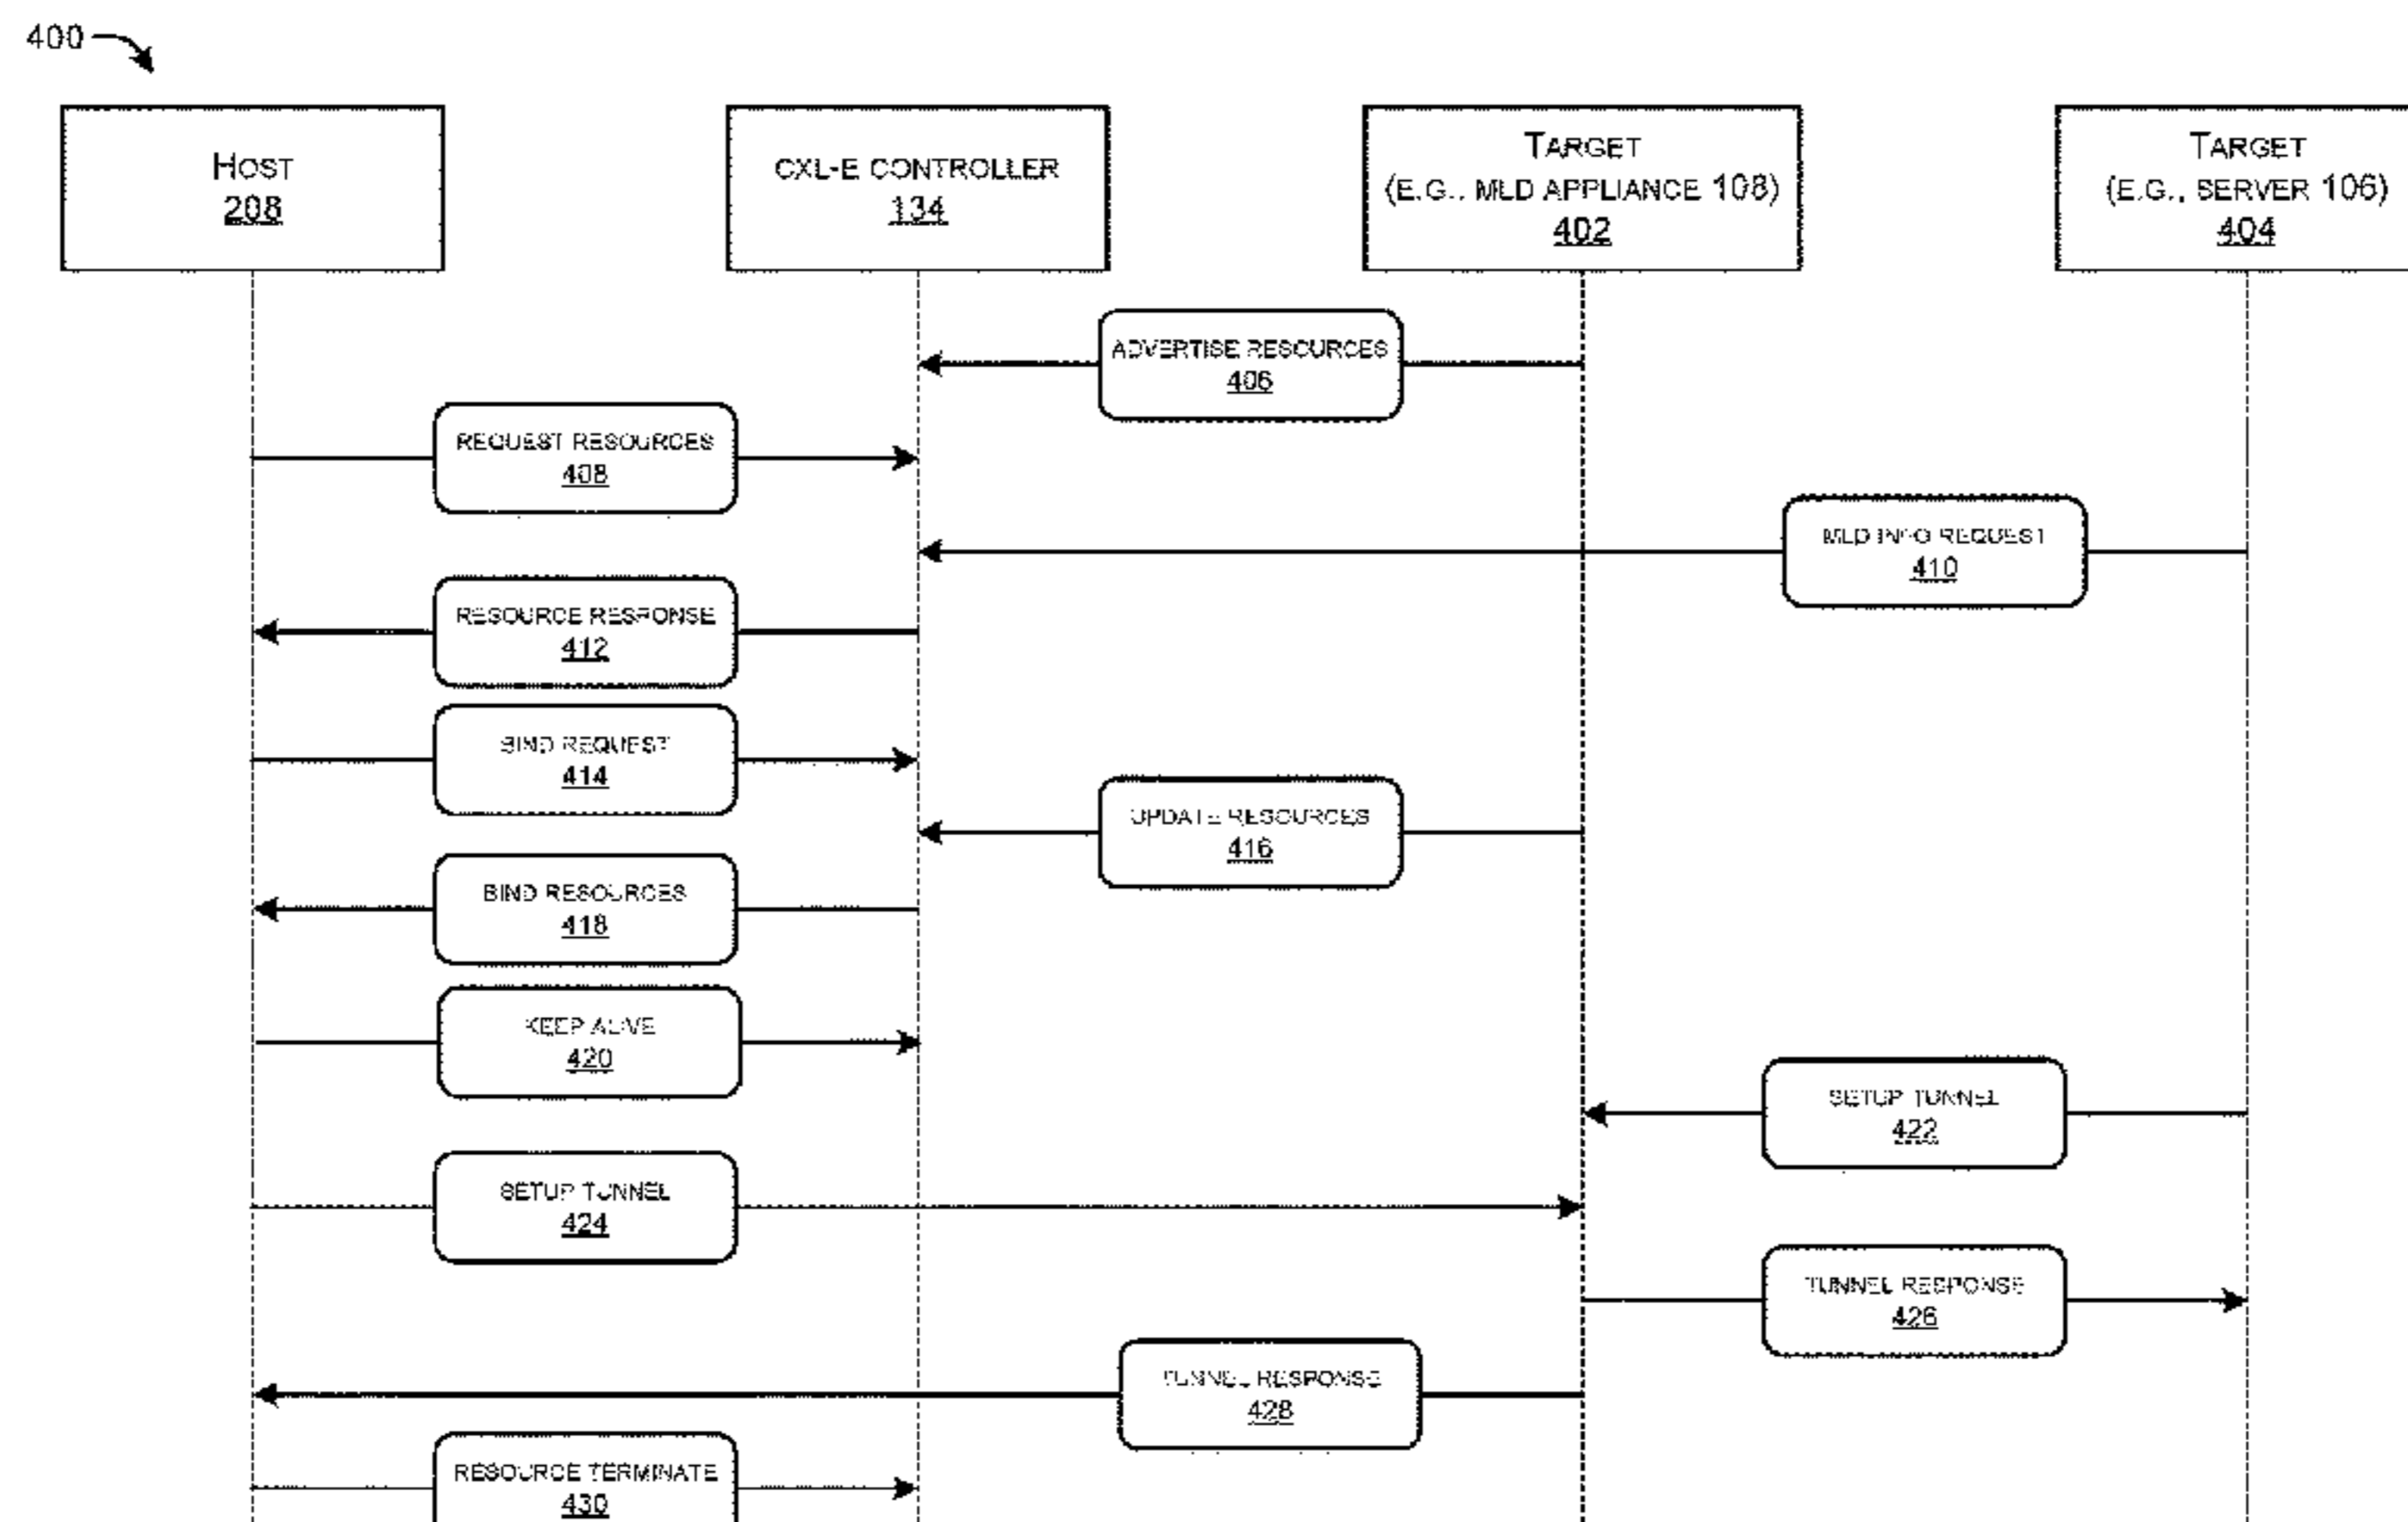 400
HOST
208
CXL-E CONTROLLER
134
TARGET
(E.G., MLD APPLIANCE 108)
402
TARGET
(E.G., SERVER 106)
404
ADVERTISE RESOURCES
406
REQUEST RESOURCES
408
MLD INFO REQUEST
410
RESOURCE RESPONSE
412
BIND REQUEST
414
UPDATE RESOURCES
416
BIND RESOURCES
418
KEEP ALIVE
420
SETUP TUNNEL
422
SETUP TUNNEL
424
TUNNEL RESPONSE
426
TUNNEL RESPONSE
428
RESOURCE TERMINATE
430